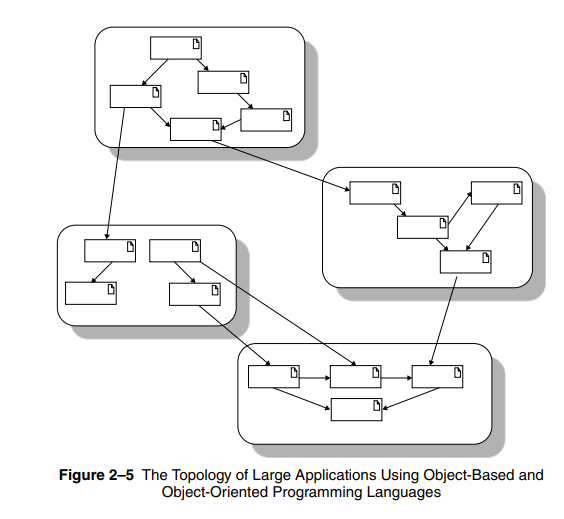 Figure 2–5 The Topology of Large Applications Using Object-Based and
Object-Oriented Programming Languages